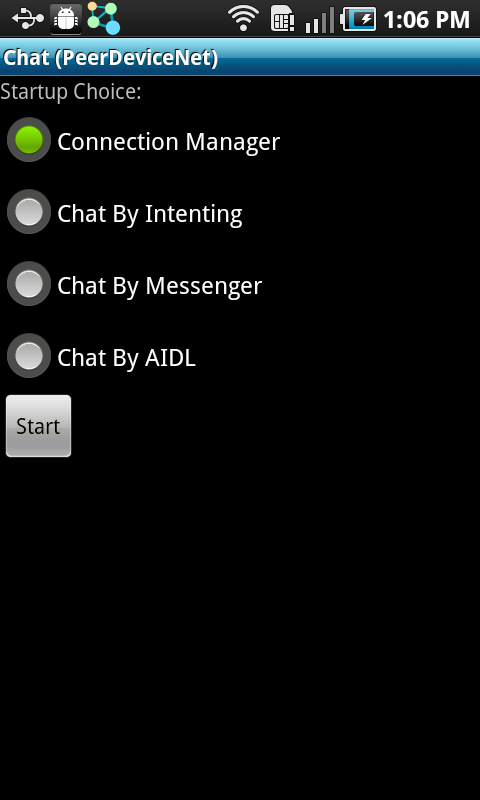 1:06 PM
Chat (PeerDeviceNet)
Startup Choice:
Connection Manager
Chat By Intenting
Chat By Messenger
Chat By AIDL
Start